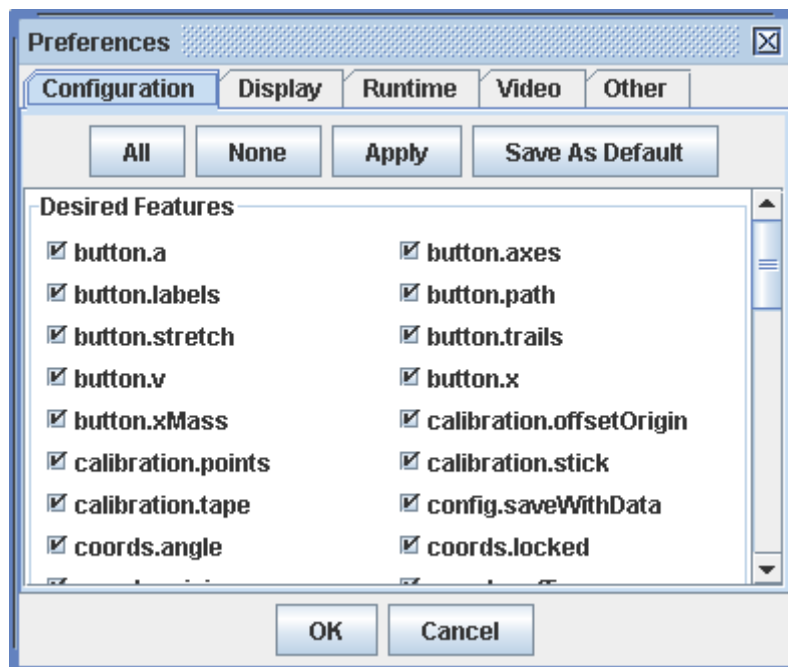 Preferences
Configuration Display Runtime Video Other
All None Apply Save As Default
Desired Features
button.a button.axes
button.labels button.path
button.stretch button.trails
button.v button.x
button.xMass calibration.offsetOrigin
calibration.points calibration.stick
calibration.tape config.saveWithData
coords.angle coords.locked
OK Cancel